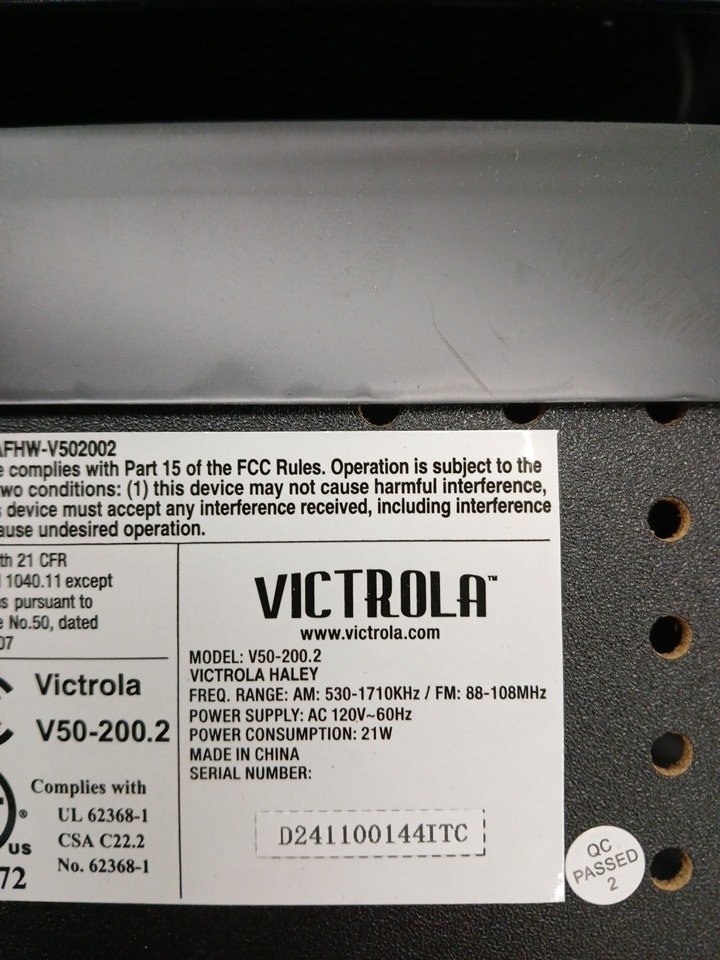 FHW-V502002
complies with Part 15 of the FCC Rules. Operation is subject to the
two conditions: (1) this device may not cause harmful interference,
device must accept any interference received, including interference
cause undesired operation.
th 21 CFR
1040.11 except
pursuant to
No.50, dated
07
Victrola
V50-200.2
Complies with
UL 62368-1
CSA C22.2
No. 62368-1
®
US
72
VICTROLA™
www.victrola.com
MODEL: V50-200.2
VICTROLA HALEY
FREQ. RANGE: AM: 530-1710KHz / FM: 88-108MHz
POWER SUPPLY: AC 120V~60Hz
POWER CONSUMPTION: 21W
MADE IN CHINA
SERIAL NUMBER:
D241100144ITC
QC
PASSED
2